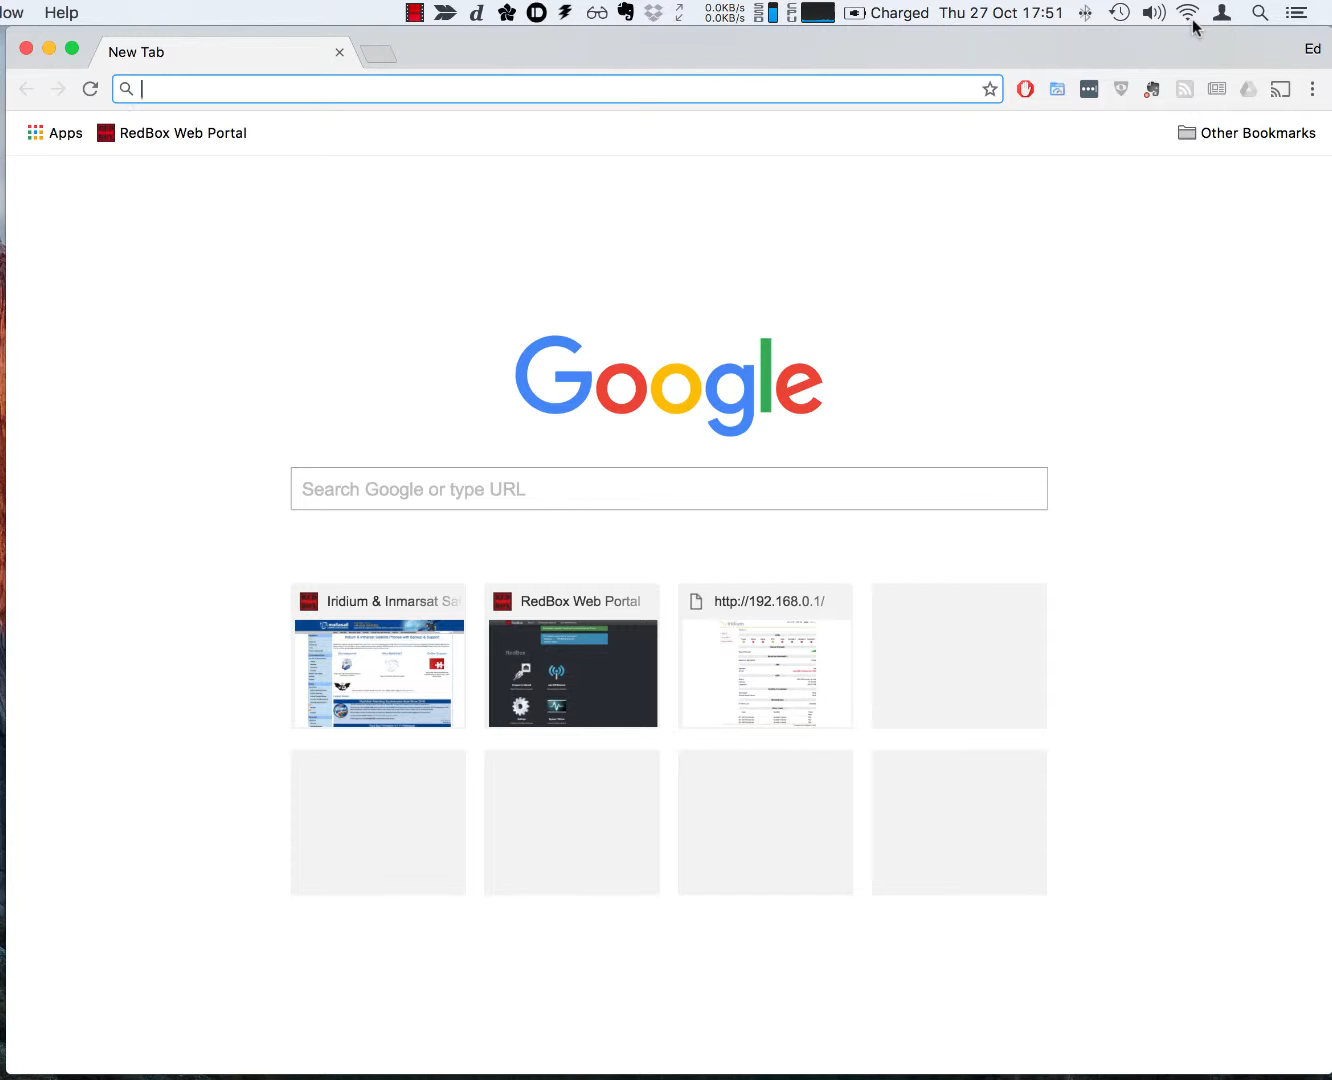 low Help 0.0KB/s Charged Thu 27 Oct 17:51
0.0KB/s
New Tab Ed
Apps RedBox Web Portal Other Bookmarks
Google
Search Google or type URL
Iridium & Inmarsat Sa RedBox Web Portal http://192.168.0.1/